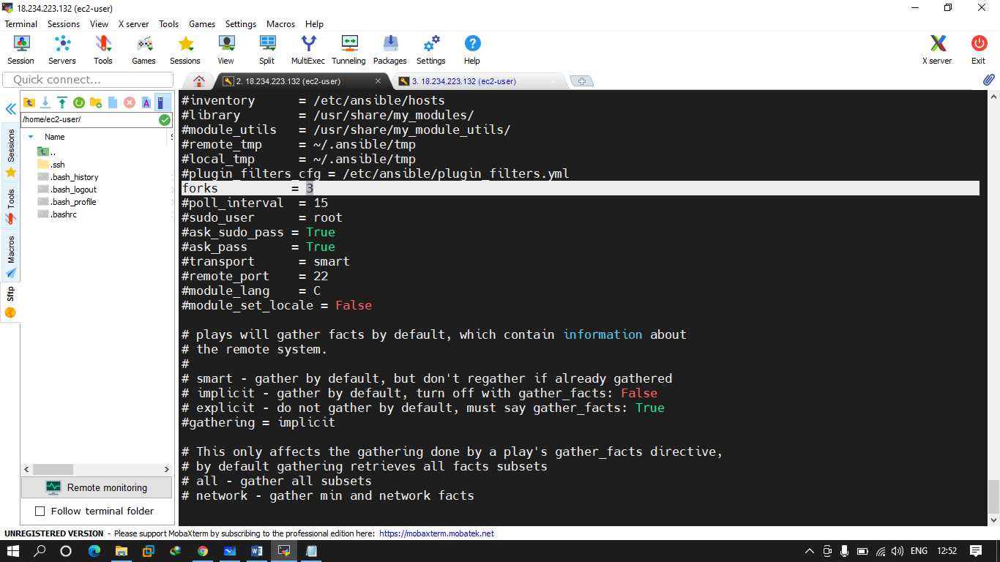 18.234.223.132 (ec2-user)
Terminal Sessions View X server Tools Games Settings Macros Help
Session Servers Tools Games Sessions View Split MultiExec Tunneling Packages Settings Help X server Exit
Quick connect...
2. 18.234.223.132 (ec2-user)
3. 18.234.223.132 (ec2-user)
/home/ec2-user/
Name
..
.ssh
.bash_history
.bash_logout
.bash_profile
.bashrc
Sessions
Tools
Macros
Sftp
Remote monitoring
Follow terminal folder
#inventory      = /etc/ansible/hosts
#library        = /usr/share/my_modules/
#module_utils   = /usr/share/my_module_utils/
#remote_tmp     = ~/.ansible/tmp
#local_tmp      = ~/.ansible/tmp
#plugin_filters_cfg = /etc/ansible/plugin_filters.yml
forks          = 3
#poll_interval  = 15
#sudo_user      = root
#ask_sudo_pass = True
#ask_pass      = True
#transport      = smart
#remote_port    = 22
#module_lang    = C
#module_set_locale = False
# plays will gather facts by default, which contain information about
# the remote system.
#
# smart - gather by default, but don't regather if already gathered
# implicit - gather by default, turn off with gather_facts: False
# explicit - do not gather by default, must say gather_facts: True
#gathering = implicit
# This only affects the gathering done by a play's gather_facts directive,
# by default gathering retrieves all facts subsets
# all - gather all subsets
# network - gather min and network facts
UNREGISTERED VERSION - Please support MobaXterm by subscribing to the professional edition here: https://mobaxterm.mobatek.net
ENG 12:52